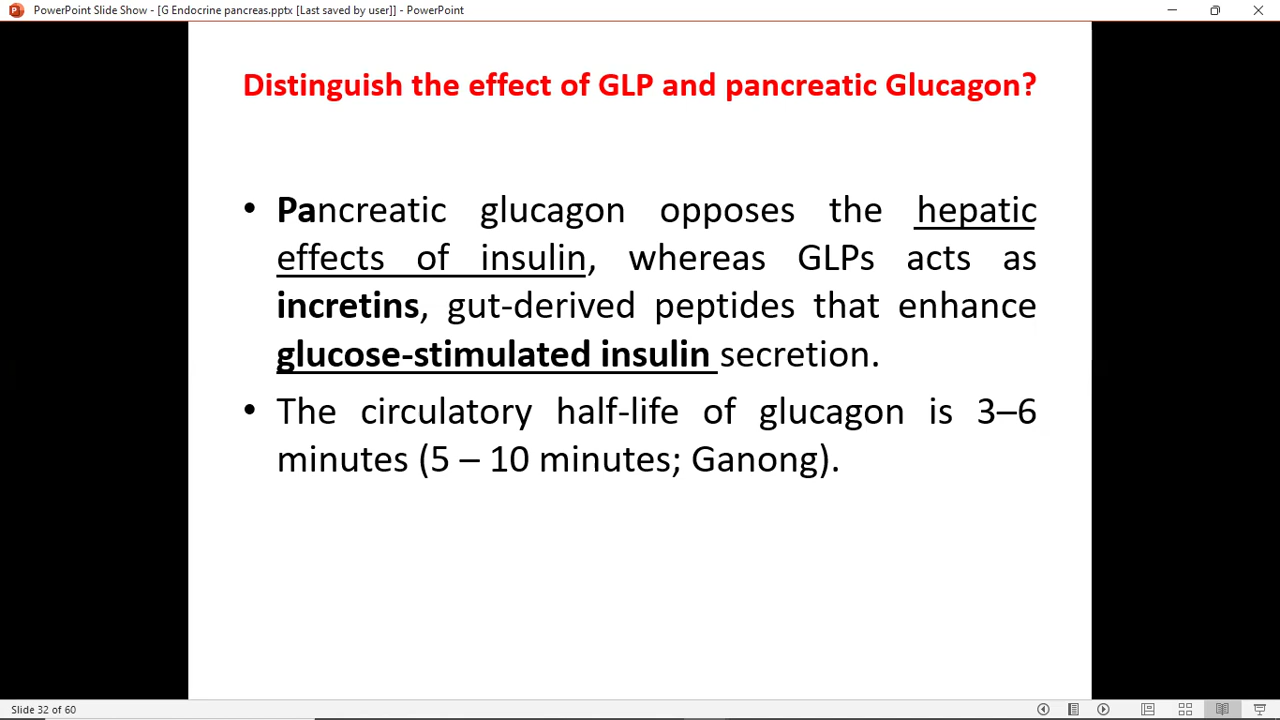 PowerPoint Slide Show - [G Endocrine pancreas.pptx [Last saved by user]] - PowerPoint
Distinguish the effect of GLP and pancreatic Glucagon?
• Pancreatic glucagon opposes the hepatic
effects of insulin, whereas GLPs acts as
incretins, gut-derived peptides that enhance
glucose-stimulated insulin secretion.
• The circulatory half-life of glucagon is 3–6
minutes (5 – 10 minutes; Ganong).
Slide 32 of 60